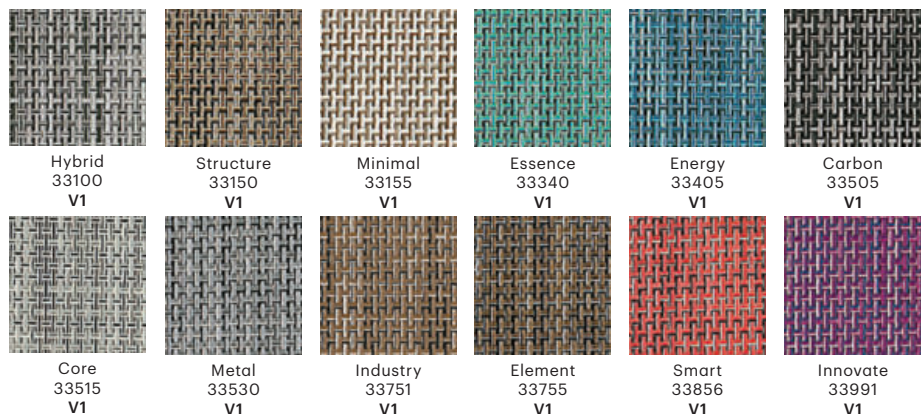 Hybrid
33100
V1
Structure
33150
V1
Minimal
33155
V1
Essence
33340
V1
Energy
33405
V1
Carbon
33505
V1
Core
33515
V1
Metal
33530
V1
Industry
33751
V1
Element
33755
V1
Smart
33856
V1
Innovate
33991
V1